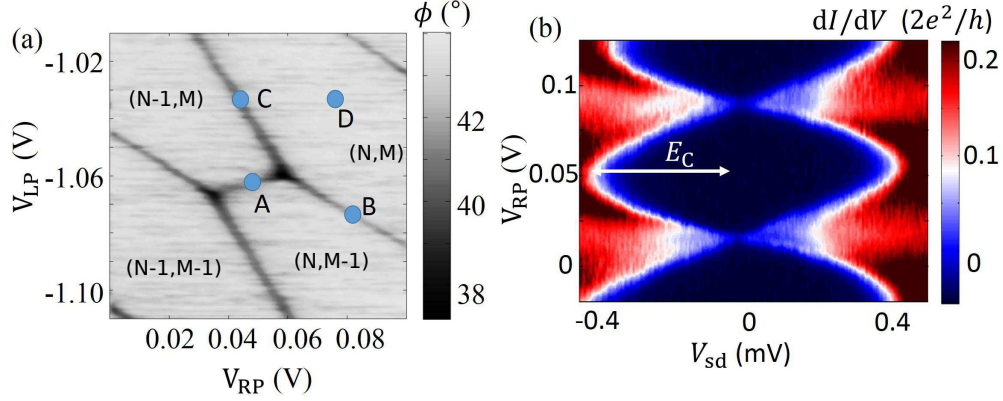 (a)
ϕ (°)
-1.02
-1.06
-1.10
V_LP (V)
(N-1,M)
C
D
(N,M)
A
B
(N-1,M-1)
(N,M-1)
0.02 0.04 0.06 0.08
V_RP (V)
42
40
38
(b)
dI/dV (2e²/h)
0.1
0.05
0
V_RP (V)
E_C
-0.4 0 0.4
V_sd (mV)
0.2
0.1
0